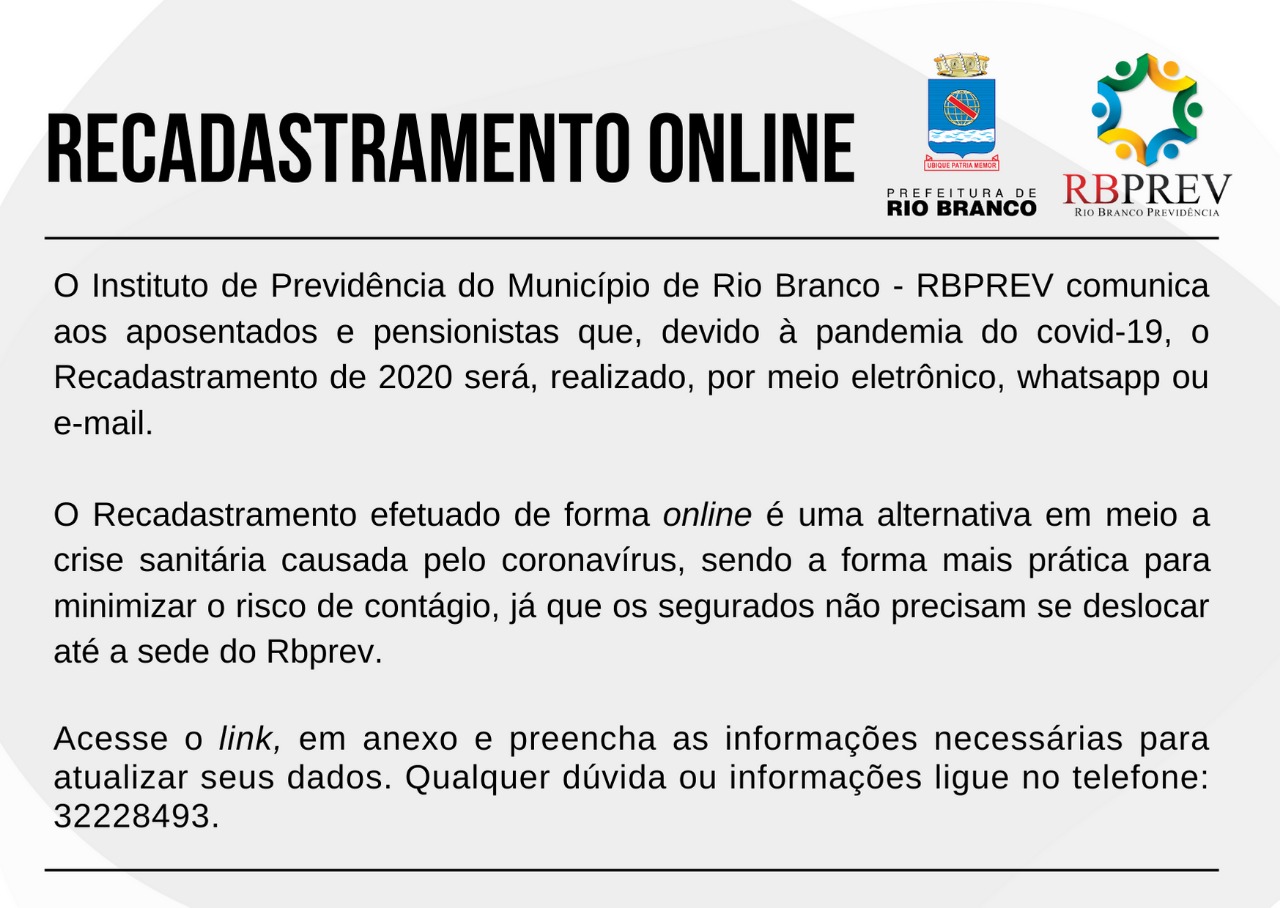 RECADASTRAMENTO ONLINE
UBIQUE PATRIA MEMOR
PREFEITURA DE
RIO BRANCO
RBPREV
RIO BRANCO PREVIDÊNCIA
O Instituto de Previdência do Município de Rio Branco - RBPREV comunica
aos aposentados e pensionistas que, devido à pandemia do covid-19, o
Recadastramento de 2020 será, realizado, por meio eletrônico, whatsapp ou
e-mail.
O Recadastramento efetuado de forma online é uma alternativa em meio a
crise sanitária causada pelo coronavírus, sendo a forma mais prática para
minimizar o risco de contágio, já que os segurados não precisam se deslocar
até a sede do Rbprev.
Acesse o link, em anexo e preencha as informações necessárias para
atualizar seus dados. Qualquer dúvida ou informações ligue no telefone:
32228493.